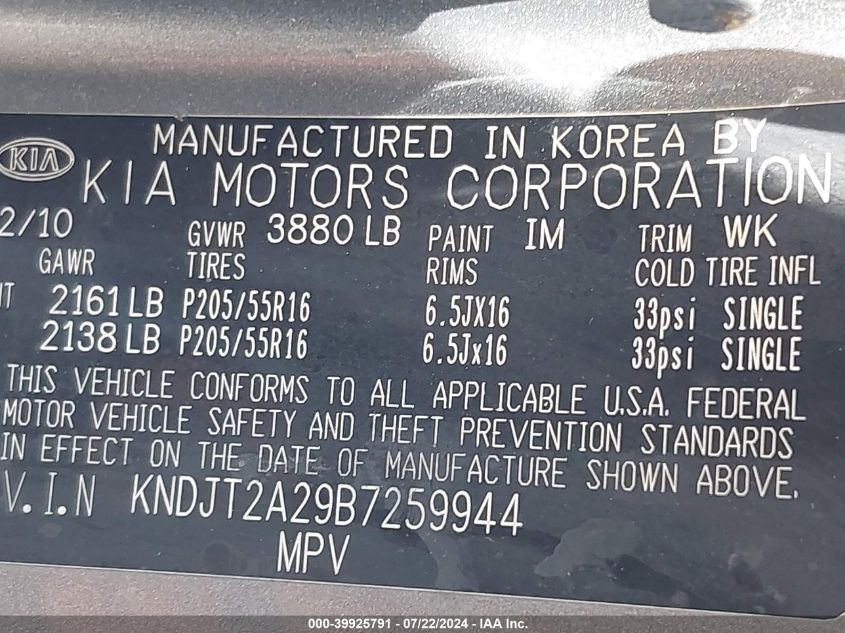 MANUFACTURED IN KOREA BY
KIA
KIA MOTORS CORPORATION
2/10 GVWR 3880 LB PAINT IM TRIM WK
GAWR TIRES RIMS COLD TIRE INFL
2161 LB P205/55R16 6.5JX16 33psi SINGLE
2138 LB P205/55R16 6.5Jx16 33psi SINGLE
THIS VEHICLE CONFORMS TO ALL APPLICABLE U.S.A. FEDERAL
MOTOR VEHICLE SAFETY AND THEFT PREVENTION STANDARDS
IN EFFECT ON THE DATE OF MANUFACTURE SHOWN ABOVE.
V.I.N KNDJT2A29B7259944
MPV
000-39925791 / 07/22/2024 - IAA Inc.